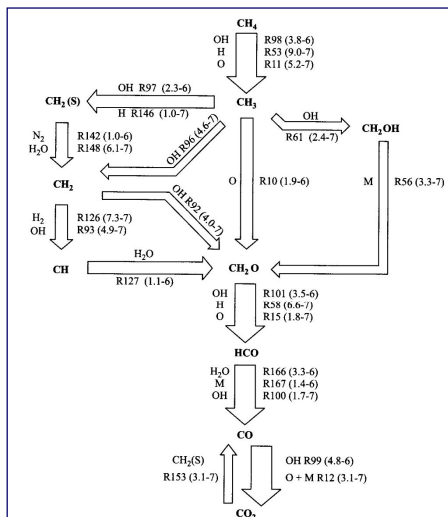 CH₄
OH R98 (3.8-6)
H R53 (9.0-7)
O R11 (5.2-7)
OH R97 (2.3-6)
CH₂(S)
CH₃
H R146 (1.0-7)
OH
R61 (2.4-7)
CH₂OH
N₂ R142 (1.0-6)
H₂O R148 (6.1-7)
OH R96 (4.6-7)
CH₂
O R10 (1.9-6)
M R56 (3.3-7)
OH R92 (4.0-7)
H₂ R126 (7.3-7)
OH R93 (4.9-7)
CH
H₂O
R127 (1.1-6)
CH₂O
OH R101 (3.5-6)
H R58 (6.6-7)
O R15 (1.8-7)
HCO
H₂O R166 (3.3-6)
M R167 (1.4-6)
OH R100 (1.7-7)
CO
CH₂(S)
R153 (3.1-7)
OH R99 (4.8-6)
O + M R12 (3.1-7)
CO₂